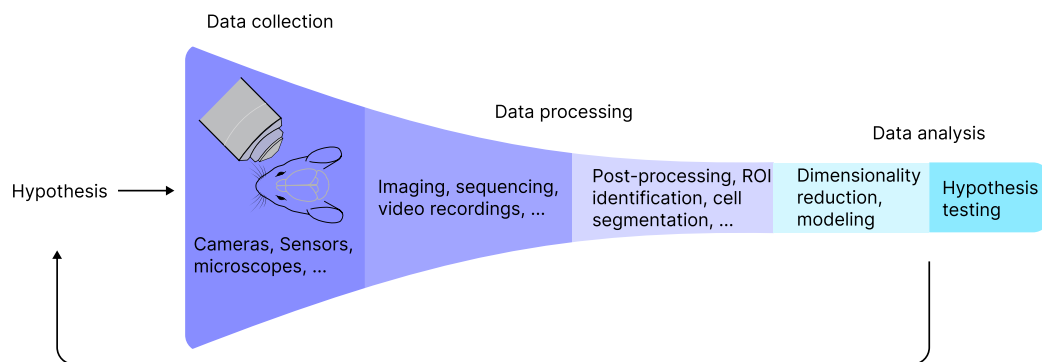 Data collection
Data processing
Data analysis
Hypothesis
Cameras, Sensors,
microscopes, ...
Imaging, sequencing,
video recordings, ...
Post-processing, ROI
identification, cell
segmentation, ...
Dimensionality
reduction,
modeling
Hypothesis
testing